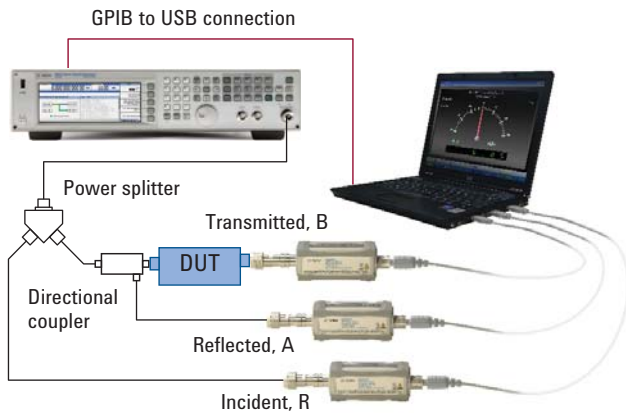 GPIB to USB connection
Power splitter
Transmitted, B
DUT
Directional
coupler
Reflected, A
Incident, R